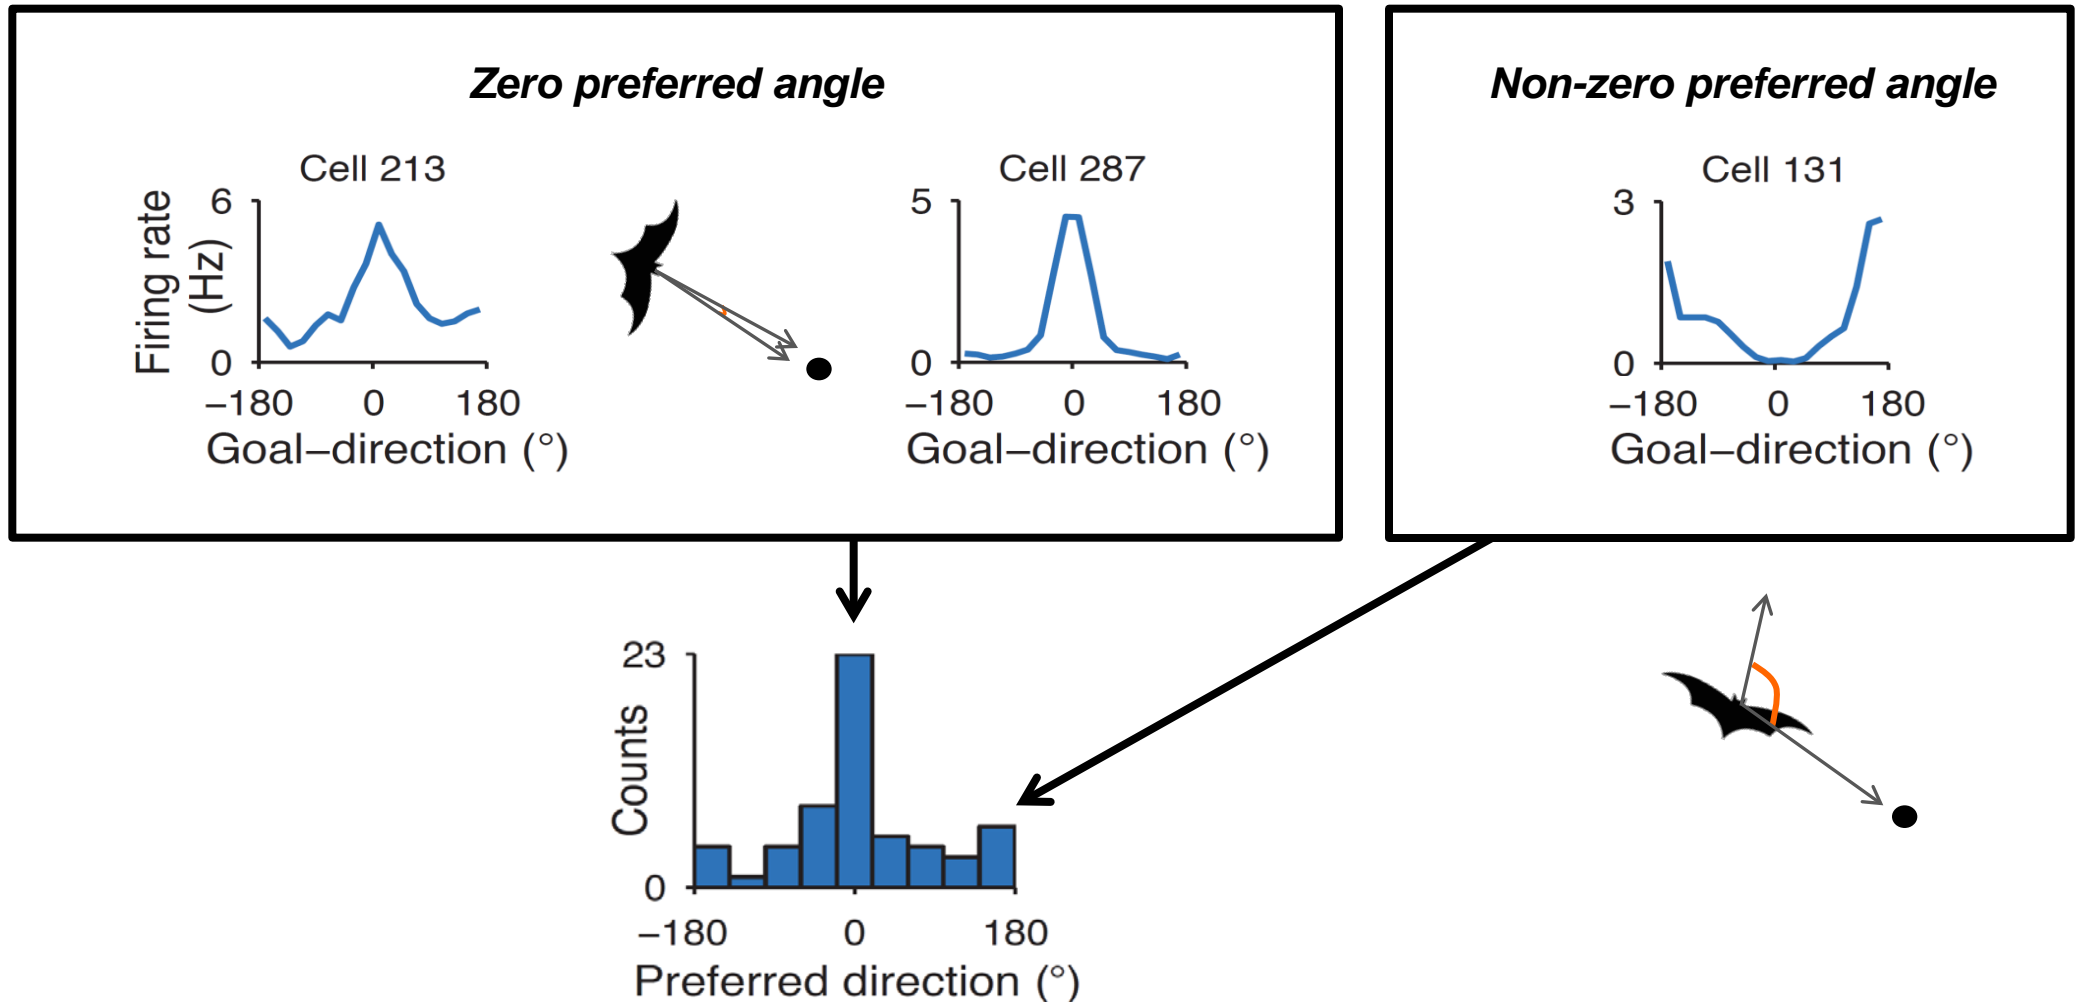 Zero preferred angle
Cell 213
Firing rate
(Hz)
6
0
−180 0 180
Goal−direction (°)
Cell 287
5
0
−180 0 180
Goal−direction (°)
Non-zero preferred angle
Cell 131
3
0
−180 0 180
Goal−direction (°)
Counts
23
0
−180 0 180
Preferred direction (°)